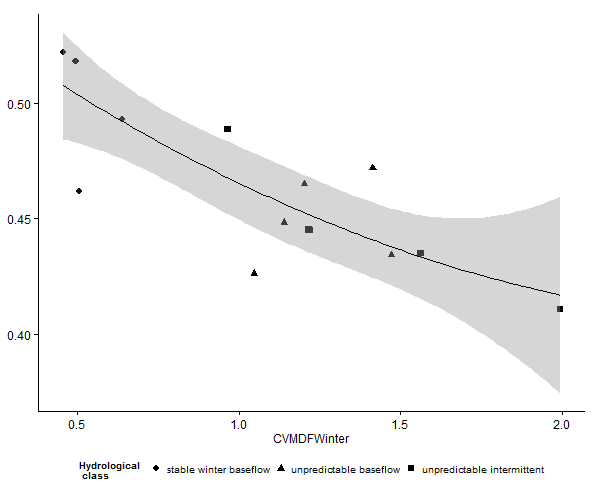 0.50
0.45
0.40
0.5 1.0 1.5 2.0
CVMDFWinter
Hydrological
class
stable winter baseflow unpredictable baseflow unpredictable intermittent